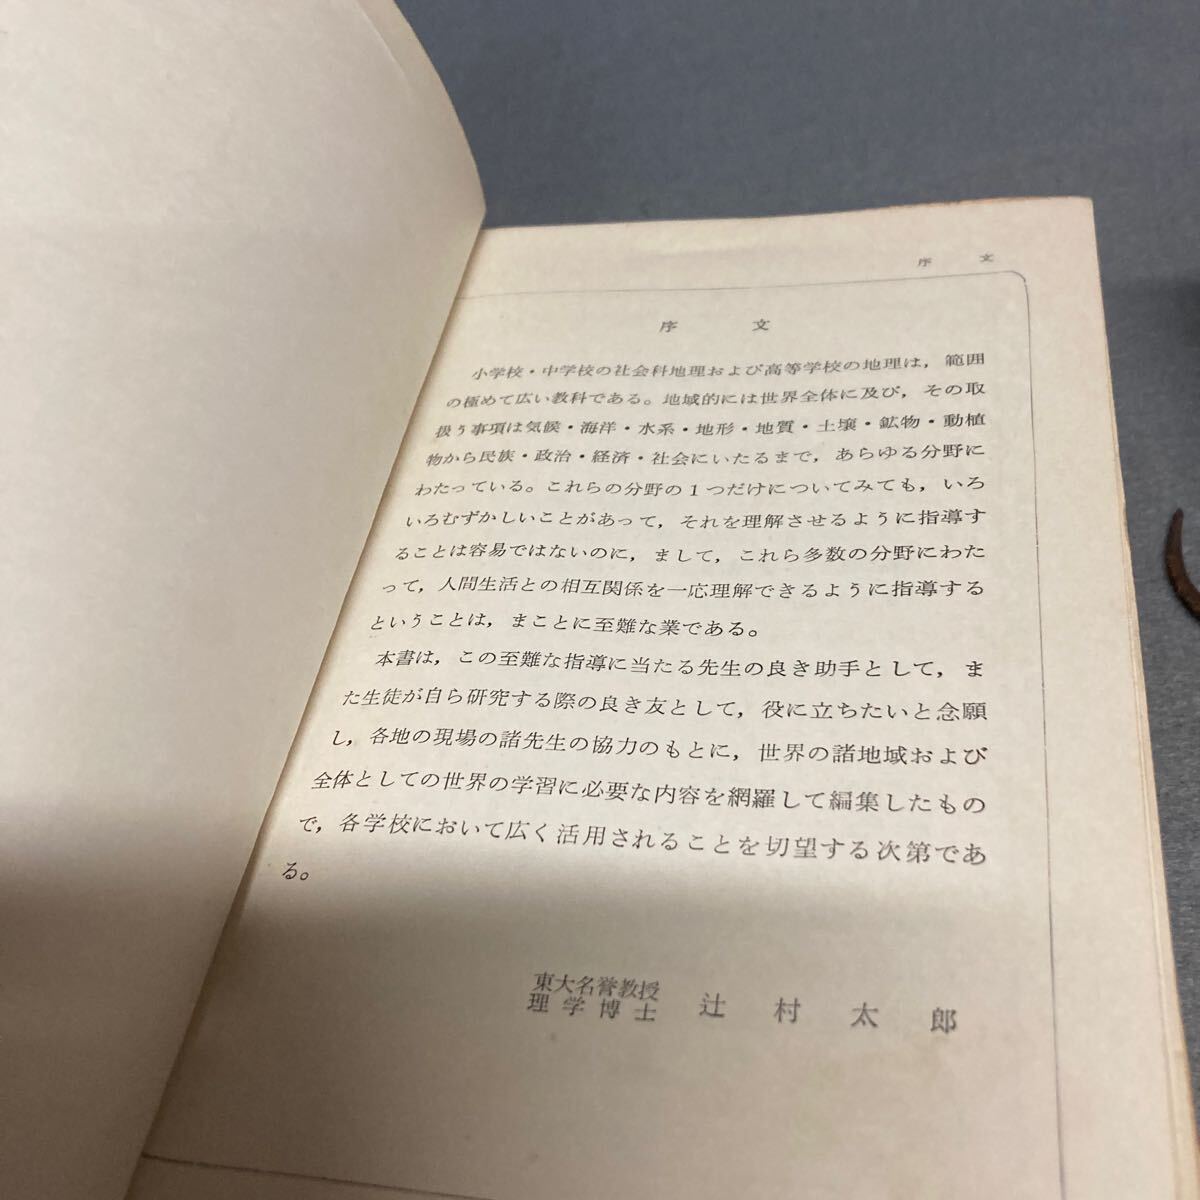 序　文
序　文
小学校・中学校の社会科地理および高等学校の地理は，範囲
の極めて広い教科である。地域的には世界全体に及び，その取
扱う事項は気候・海洋・水系・地形・地質・土壌・鉱物・動植
物から民族・政治・経済・社会にいたるまで，あらゆる分野に
わたっている。これらの分野の１つだけについてみても，いろ
いろむずかしいことがあって，それを理解させるように指導す
ることは容易ではないのに，まして，これら多数の分野にわた
って，人間生活との相互関係を一応理解できるように指導する
ということは，まことに至難な業である。
本書は，この至難な指導に当たる先生の良き助手として，ま
た生徒が自ら研究する際の良き友として，役に立ちたいと念願
し，各地の現場の諸先生の協力のもとに，世界の諸地域および
全体としての世界の学習に必要な内容を網羅して編集したもの
で，各学校において広く活用されることを切望する次第であ
る。
東大名誉教授
理学博士　辻村太郎